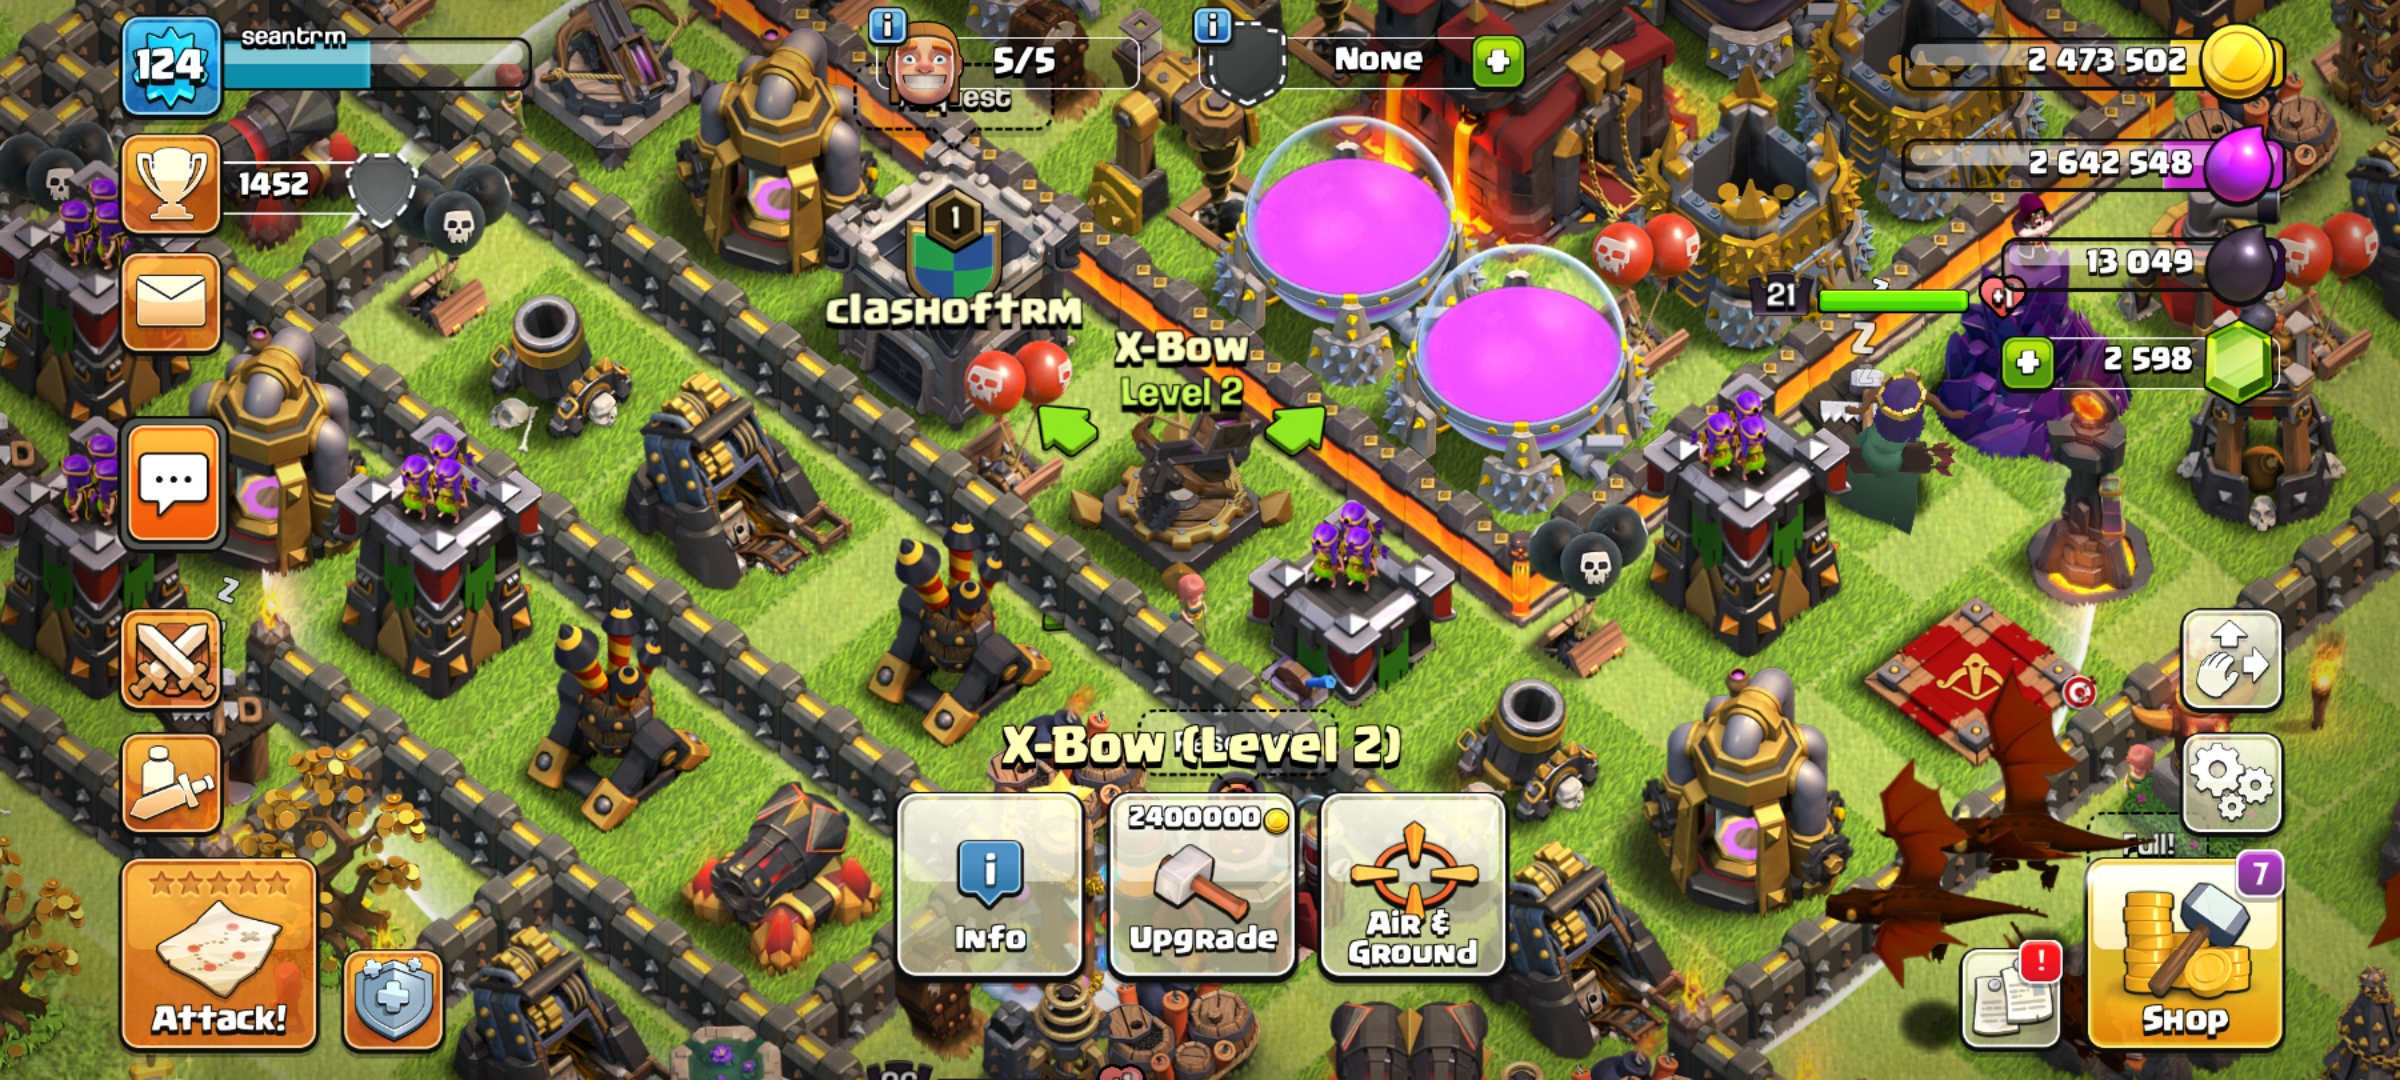 seantrm
124
5/5
None
2 473 502
1452
2 642 548
1
13 049
21
+1
clashoftRM
2 598
X-Bow
Level 2
Z
Z
X-Bow (Level 2)
2400000
Info
Upgrade
Air &
Ground
Full!
7
!
Attack!
Shop